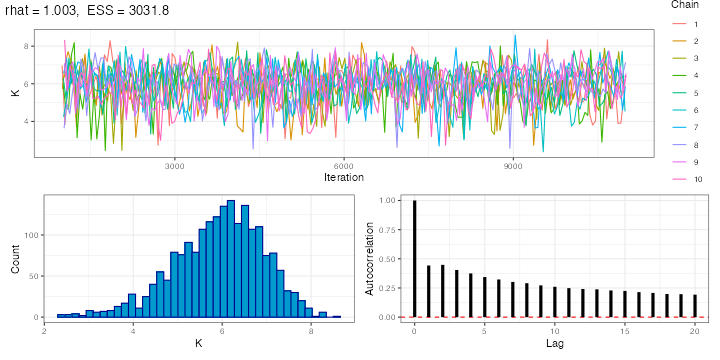 rhat = 1.003,  ESS = 3031.8
Chain
1
2
3
4
5
6
7
8
9
10
8
6
4
K
3000 6000 9000
Iteration
100
50
0
Count
2 4 6 8
K
1.00
0.75
0.50
0.25
0.00
Autocorrelation
0 5 10 15 20
Lag